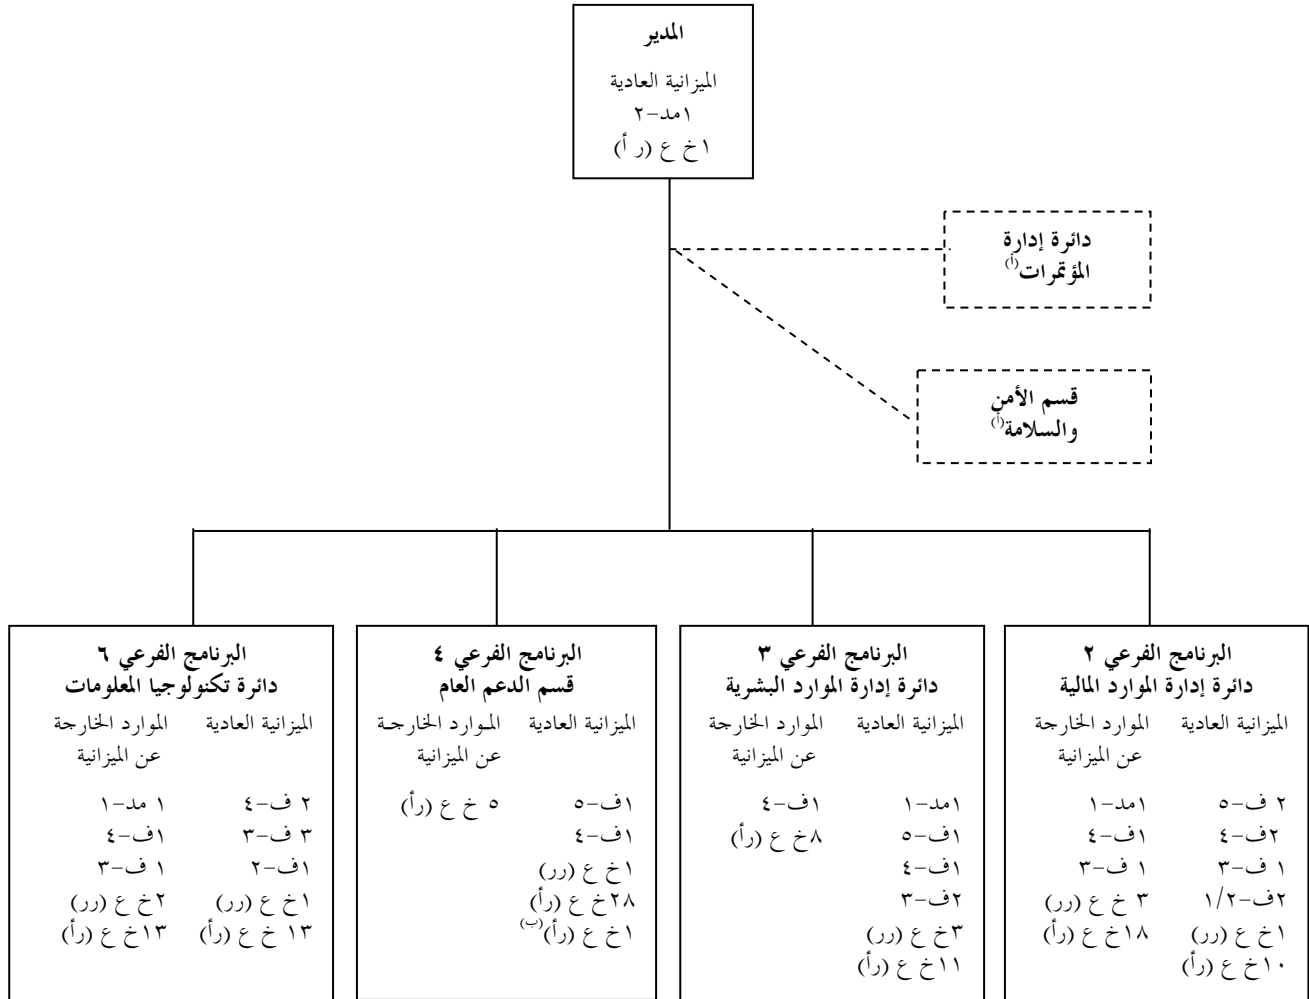 المدير
الميزانية العادية
١مد-٢
١خ ع (ر أ)
دائرة إدارة
المؤتمرات(أ)
قسم الأمن
والسلامة(أ)
البرنامج الفرعي ٢
دائرة إدارة الموارد المالية
الميزانية العادية
٢ ف-٥
٢ف-٤
١ ف-٣
٢ف-١/٢
١خ ع (رر)
١٠خ ع (رأ)
الموارد الخارجة
عن الميزانية
١مد-١
١ف-٤
١ ف-٣
٣ خ ع (رر)
١٨خ ع (رأ)
البرنامج الفرعي ٣
دائرة إدارة الموارد البشرية
الميزانية العادية
١مد-١
١ف-٥
١ف-٤
٢ف-٣
٣خ ع (رر)
١١خ ع (رأ)
الموارد الخارجة
عن الميزانية
١ف-٤
٨خ ع (رأ)
البرنامج الفرعي ٤
قسم الدعم العام
الميزانية العادية
١ف-٥
١ف-٤
١خ ع (رر)
٢٨خ ع (رأ)
١خ ع (رأ)(ب)
المـوارد الخارجـة
عن الميزانية
٥ خ ع (رأ)
البرنامج الفرعي ٦
دائرة تكنولوجيا المعلومات
الميزانية العادية
٢ ف-٤
٣ ف-٣
١ف-٢
١خ ع (رر)
١٣ خ ع (رأ)
الموارد الخارجة
عن الميزانية
١ مد-١
١ف-٤
١ ف-٣
٢خ ع (رر)
١٣خ ع (رأ)